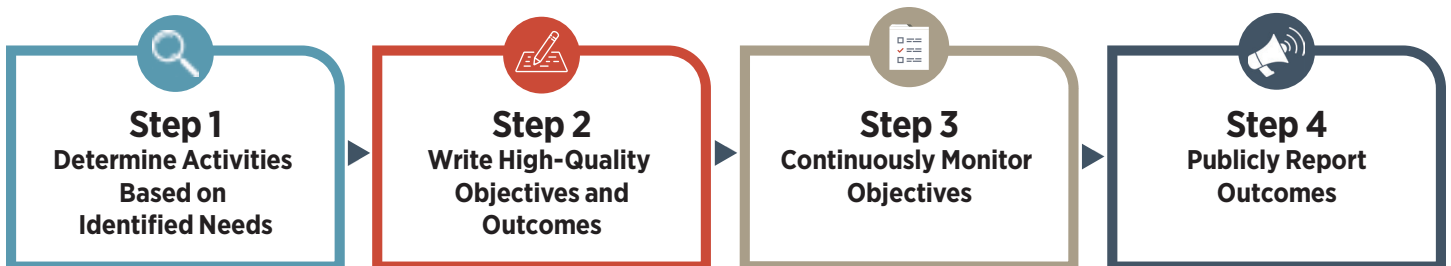 Step 1
Determine Activities
Based on
Identified Needs
Step 2
Write High-Quality
Objectives and
Outcomes
Step 3
Continuously Monitor
Objectives
Step 4
Publicly Report
Outcomes